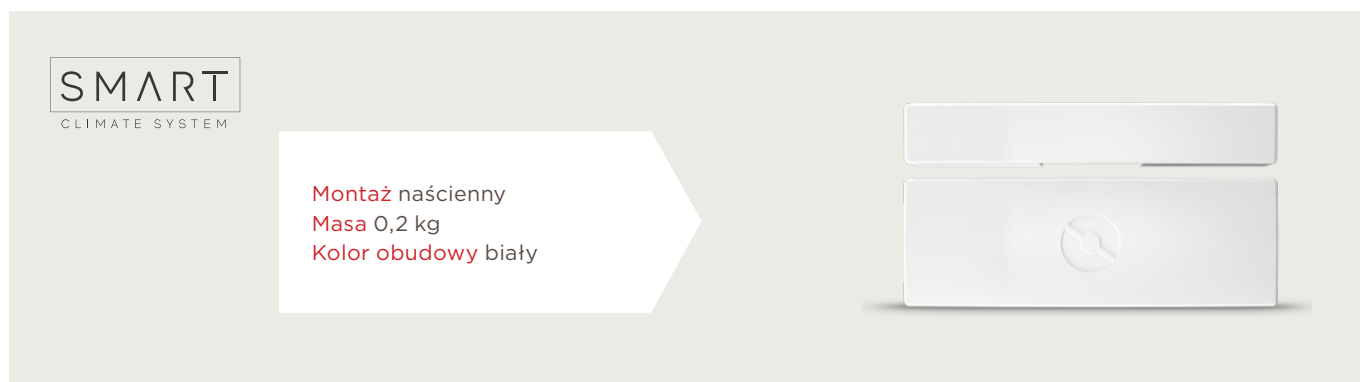 SMART
CLIMATE SYSTEM
Montaż naścienny
Masa 0,2 kg
Kolor obudowy biały